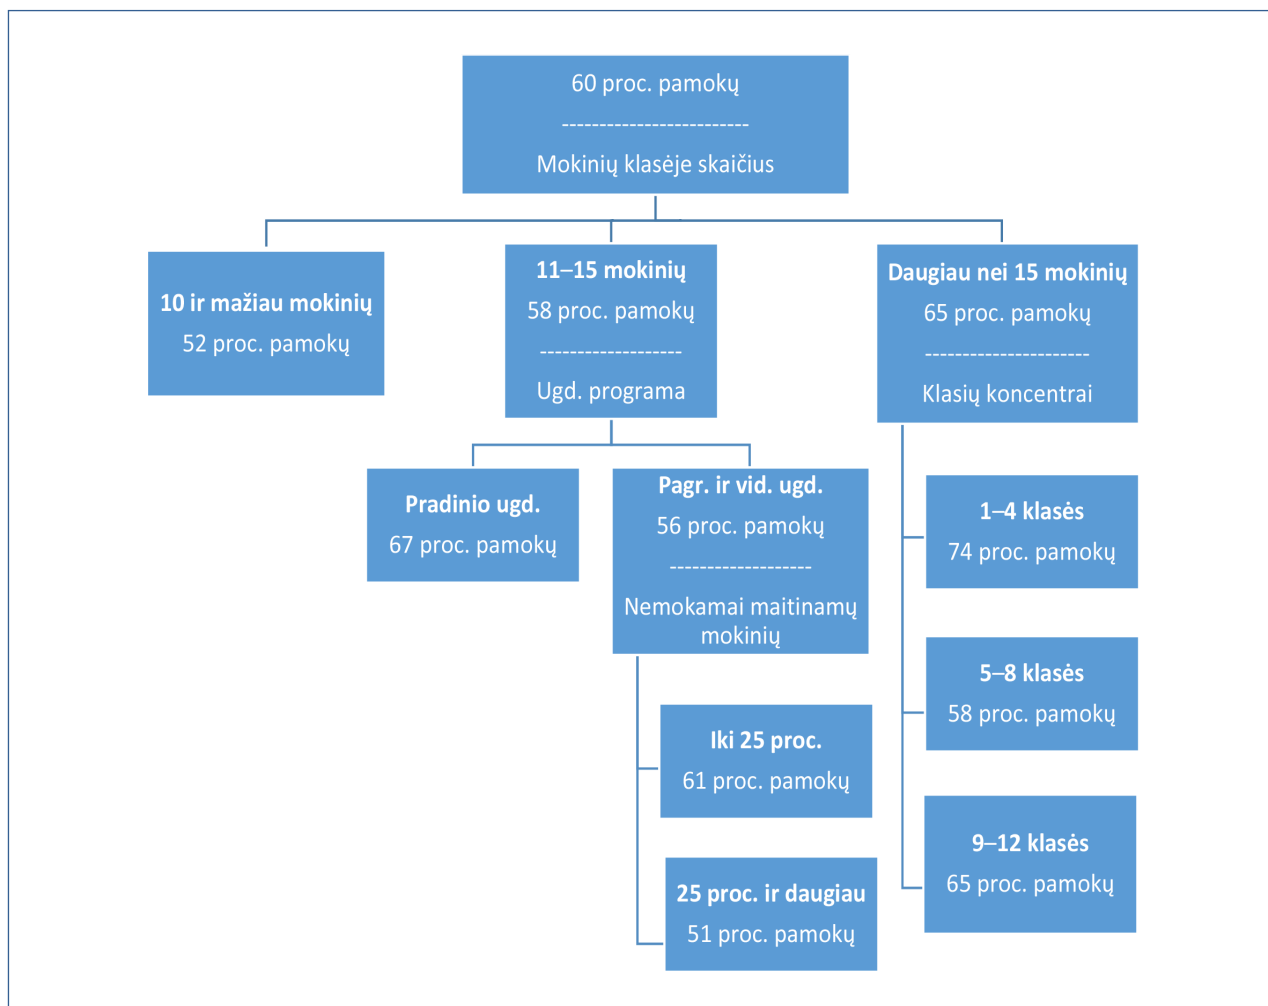 60 proc. pamokų
-------------------------
Mokinių klasėje skaičius
10 ir mažiau mokinių
52 proc. pamokų
11–15 mokinių
58 proc. pamokų
-------------------
Ugd. programa
Daugiau nei 15 mokinių
65 proc. pamokų
----------------------
Klasių koncentrai
Pradinio ugd.
67 proc. pamokų
Pagr. ir vid. ugd.
56 proc. pamokų
-------------------
Nemokamai maitinamų
mokinių
Iki 25 proc.
61 proc. pamokų
25 proc. ir daugiau
51 proc. pamokų
1–4 klasės
74 proc. pamokų
5–8 klasės
58 proc. pamokų
9–12 klasės
65 proc. pamokų